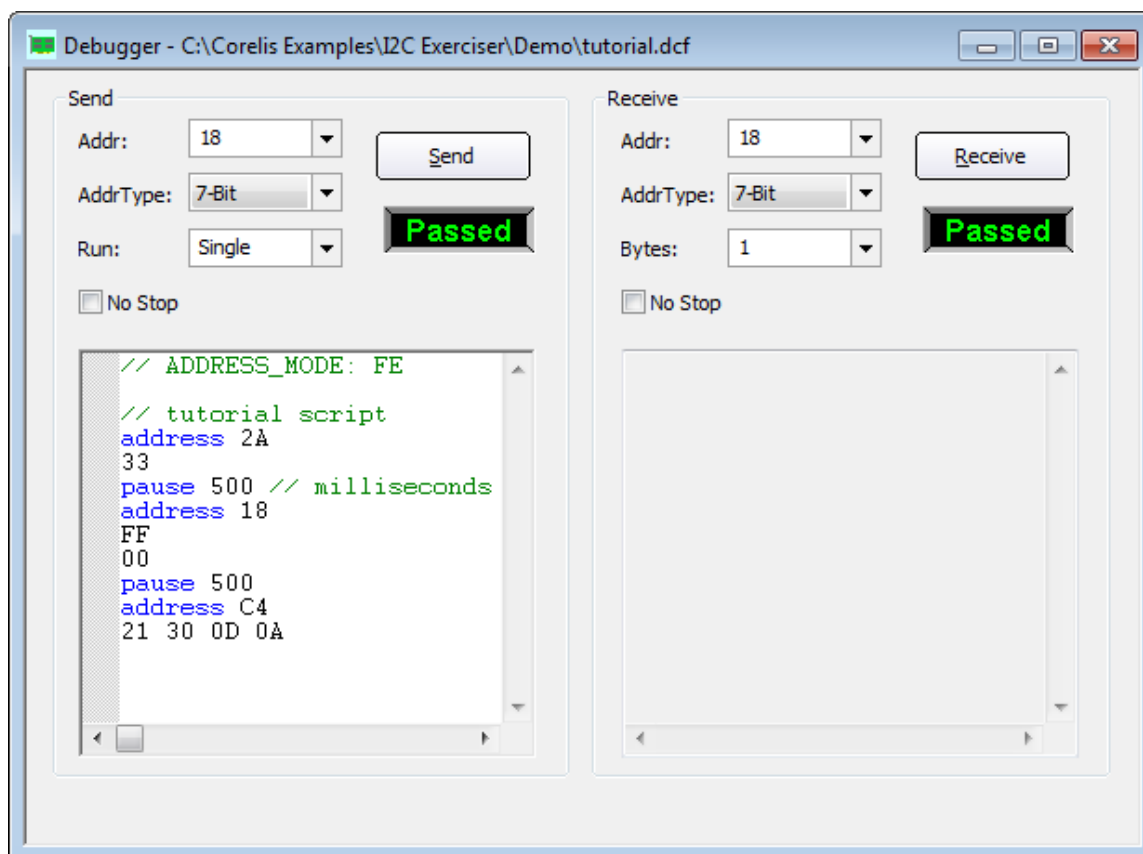 Debugger - C:\Corelis Examples\I2C Exerciser\Demo\tutorial.dcf
Send
Addr: 18
Send
AddrType: 7-Bit
Passed
Run: Single
No Stop
// ADDRESS_MODE: FE
// tutorial script
address 2A
33
pause 500 // milliseconds
address 18
FF
00
pause 500
address C4
21 30 0D 0A
Receive
Addr: 18
Receive
AddrType: 7-Bit
Passed
Bytes: 1
No Stop